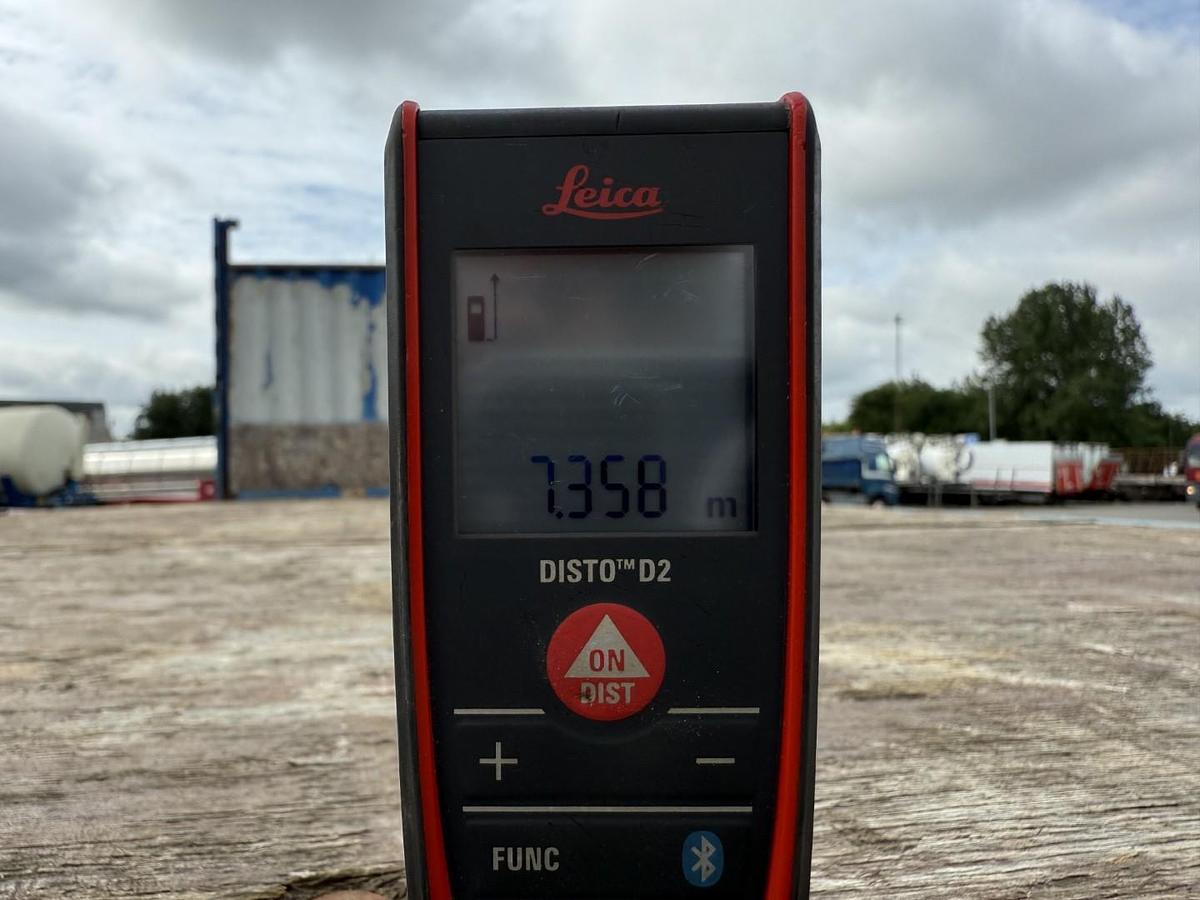 Leica
7.358 m
DISTO™ D2
ON
DIST
+ −
FUNC